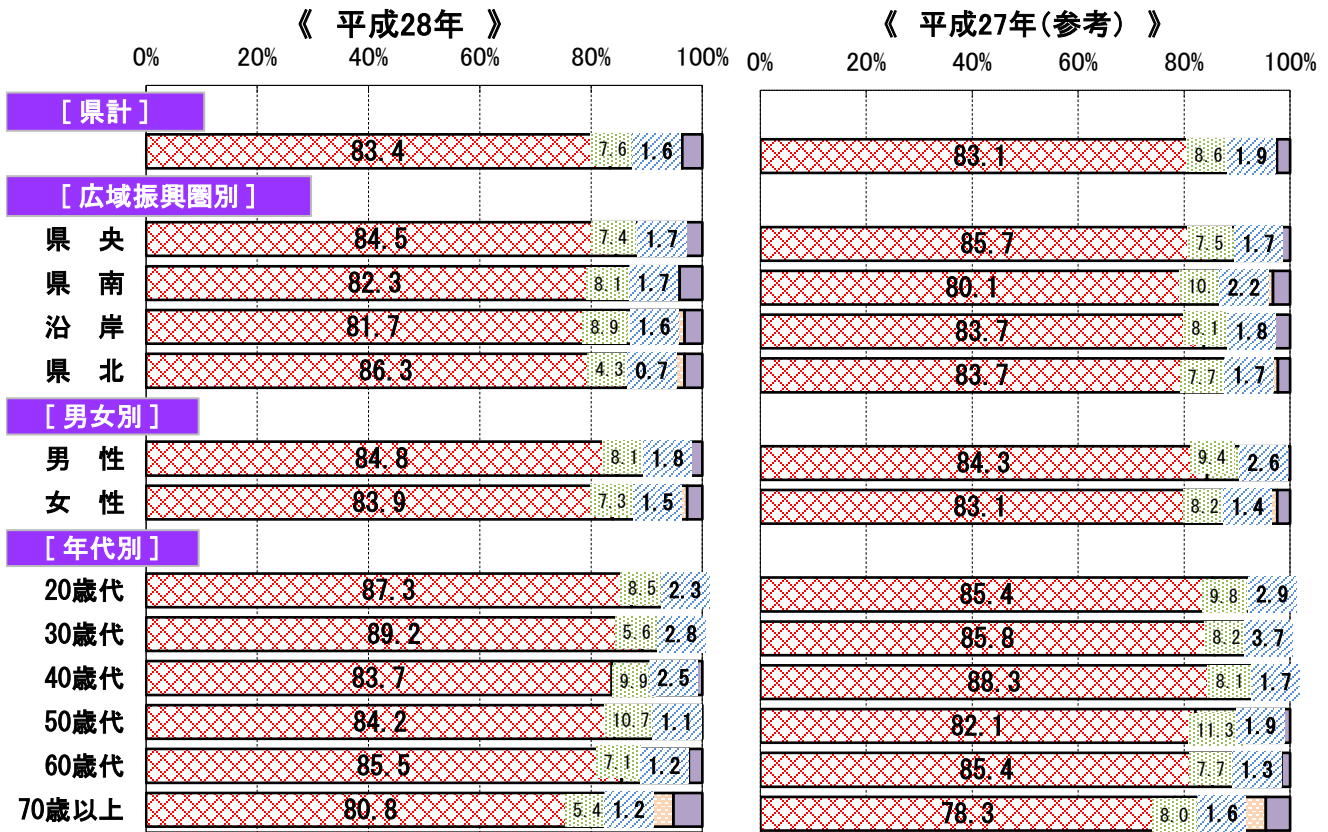 《 平成28年 》 《 平成27年(参考) 》
0% 20% 40% 60% 80% 100% 0% 20% 40% 60% 80% 100%
[ 県計 ]
83.4 7.6 1.6 83.1 8.6 1.9
[ 広域振興圏別 ]
県 央 84.5 7.4 1.7 85.7 7.5 1.7
県 南 82.3 8.1 1.7 80.1 10. 2.2
沿 岸 81.7 8.9 1.6 83.7 8.1 1.8
県 北 86.3 4.3 0.7 83.7 7.7 1.7
[ 男女別 ]
男 性 84.8 8.1 1.8 84.3 9.4 2.6
女 性 83.9 7.3 1.5 83.1 8.2 1.4
[ 年代別 ]
20歳代 87.3 8.5 2.3 85.4 9.8 2.9
30歳代 89.2 5.6 2.8 85.8 8.2 3.7
40歳代 83.7 9.9 2.5 88.3 8.1 1.7
50歳代 84.2 10.7 1.1 82.1 11.3 1.9
60歳代 85.5 7.1 1.2 85.4 7.7 1.3
70歳以上 80.8 5.4 1.2 78.3 8.0 1.6